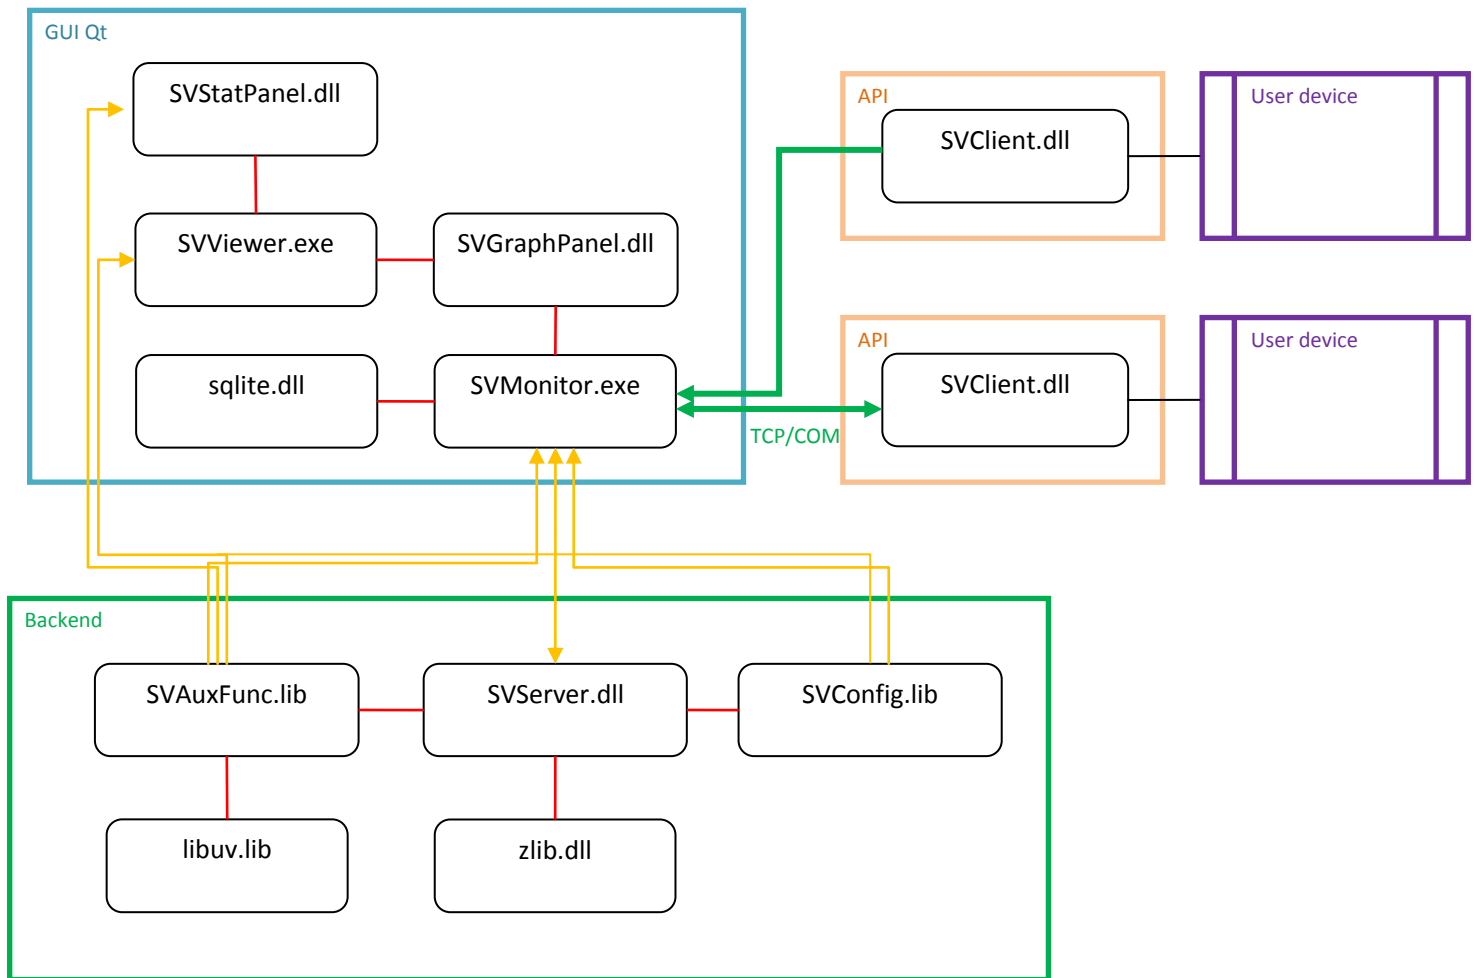 GUI Qt
SVStatPanel.dll
API
SVClient.dll
User device
SVViewer.exe
SVGraphPanel.dll
API
SVClient.dll
User device
sqlite.dll
SVMonitor.exe
TCP/COM
Backend
SVAuxFunc.lib
SVServer.dll
SVConfig.lib
libuv.lib
zlib.dll